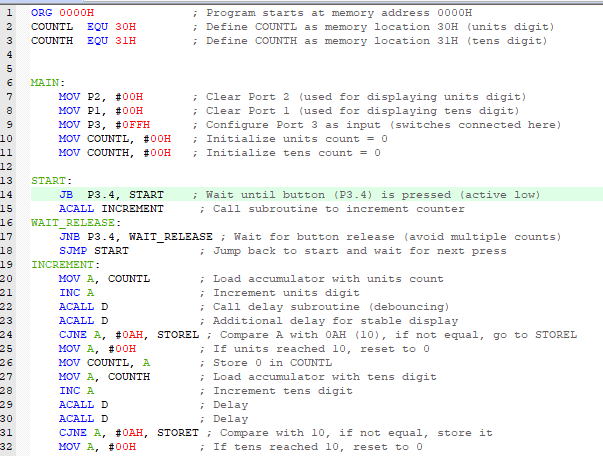 1 ORG 0000H ; Program starts at memory address 0000H
2 COUNTL EQU 30H ; Define COUNTL as memory location 30H (units digit)
3 COUNTH EQU 31H ; Define COUNTH as memory location 31H (tens digit)
4
5
6 MAIN:
7 MOV P2, #00H ; Clear Port 2 (used for displaying units digit)
8 MOV P1, #00H ; Clear Port 1 (used for displaying tens digit)
9 MOV P3, #0FFH ; Configure Port 3 as input (switches connected here)
10 MOV COUNTL, #00H ; Initialize units count = 0
11 MOV COUNTH, #00H ; Initialize tens count = 0
12
13 START:
14 JB P3.4, START ; Wait until button (P3.4) is pressed (active low)
15 ACALL INCREMENT ; Call subroutine to increment counter
16 WAIT_RELEASE:
17 JNB P3.4, WAIT_RELEASE ; Wait for button release (avoid multiple counts)
18 SJMP START ; Jump back to start and wait for next press
19 INCREMENT:
20 MOV A, COUNTL ; Load accumulator with units count
21 INC A ; Increment units digit
22 ACALL D ; Call delay subroutine (debouncing)
23 ACALL D ; Additional delay for stable display
24 CJNE A, #0AH, STOREL ; Compare A with 0AH (10), if not equal, go to STOREL
25 MOV A, #00H ; If units reached 10, reset to 0
26 MOV COUNTL, A ; Store 0 in COUNTL
27 MOV A, COUNTH ; Load accumulator with tens digit
28 INC A ; Increment tens digit
29 ACALL D ; Delay
30 ACALL D ; Delay
31 CJNE A, #0AH, STORET ; Compare with 10, if not equal, store it
32 MOV A, #00H ; If tens reached 10, reset to 0